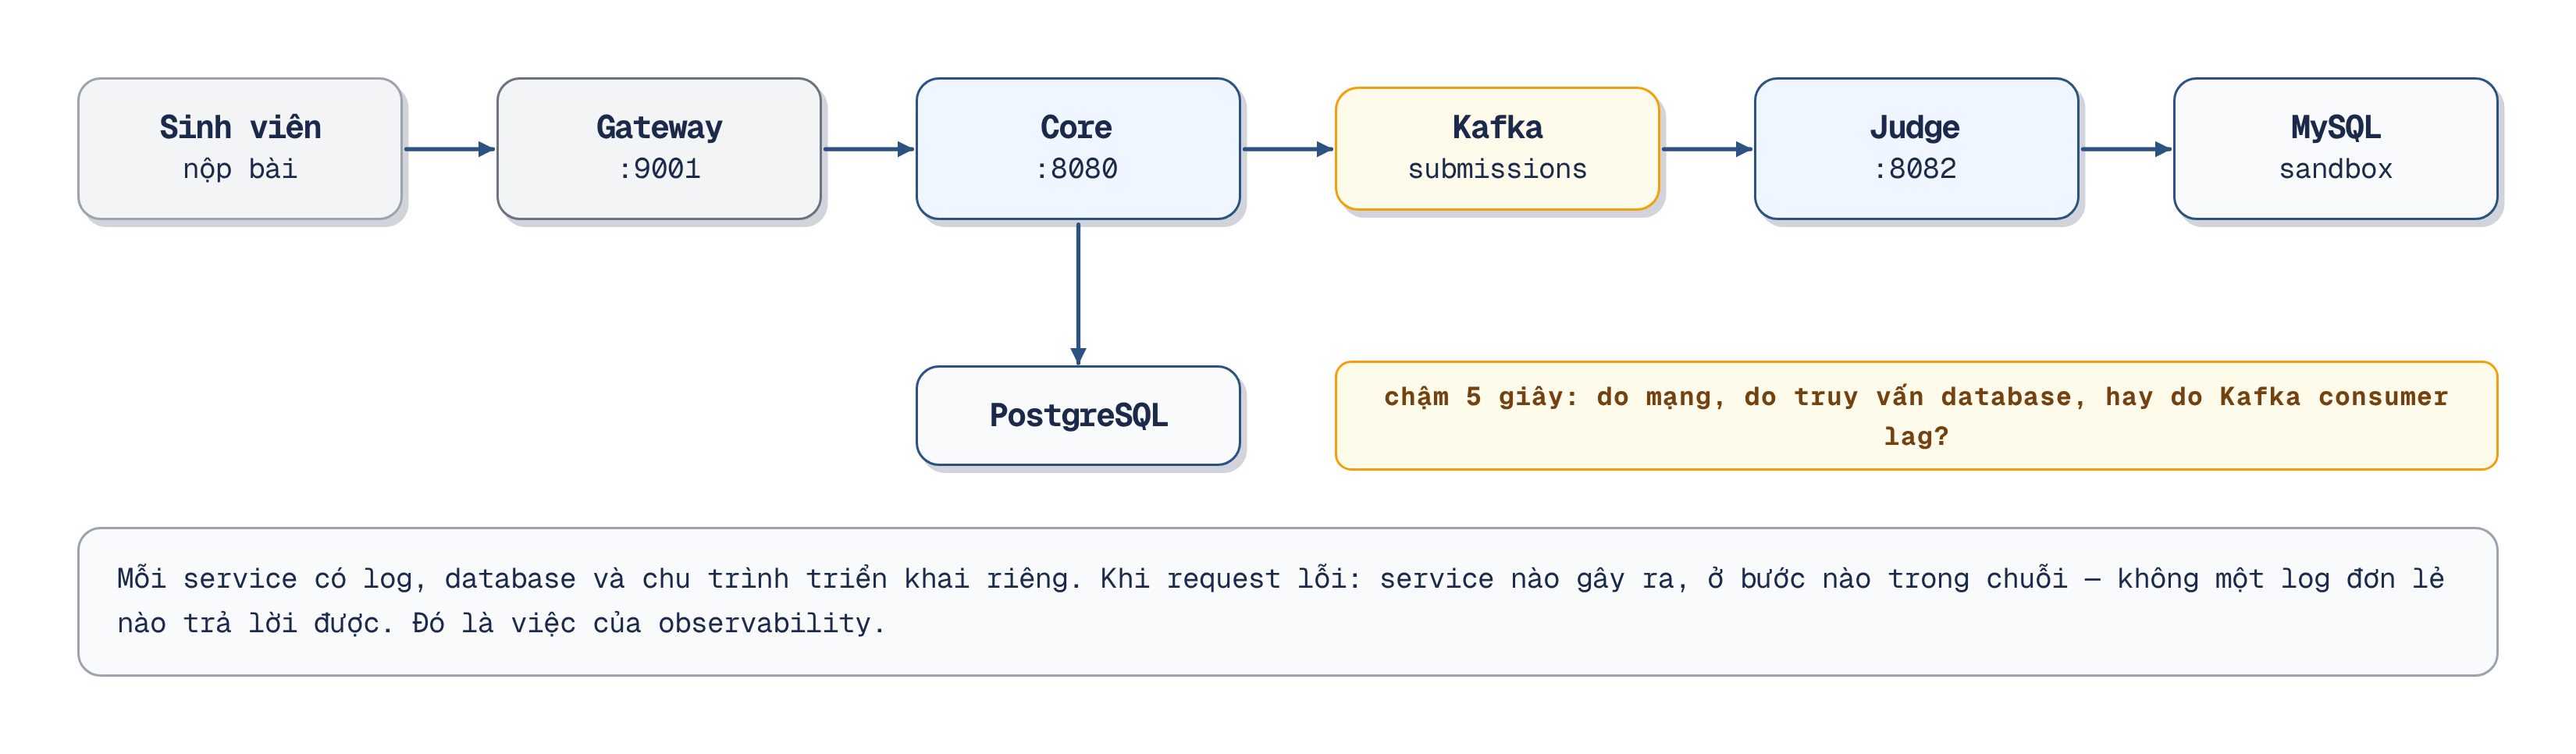 Sinh viên
nộp bài
Gateway
:9001
Core
:8080
Kafka
submissions
Judge
:8082
MySQL
sandbox
PostgreSQL
chậm 5 giây: do mạng, do truy vấn database, hay do Kafka consumer
lag?
Mỗi service có log, database và chu trình triển khai riêng. Khi request lỗi: service nào gây ra, ở bước nào trong chuỗi — không một log đơn lẻ
nào trả lời được. Đó là việc của observability.